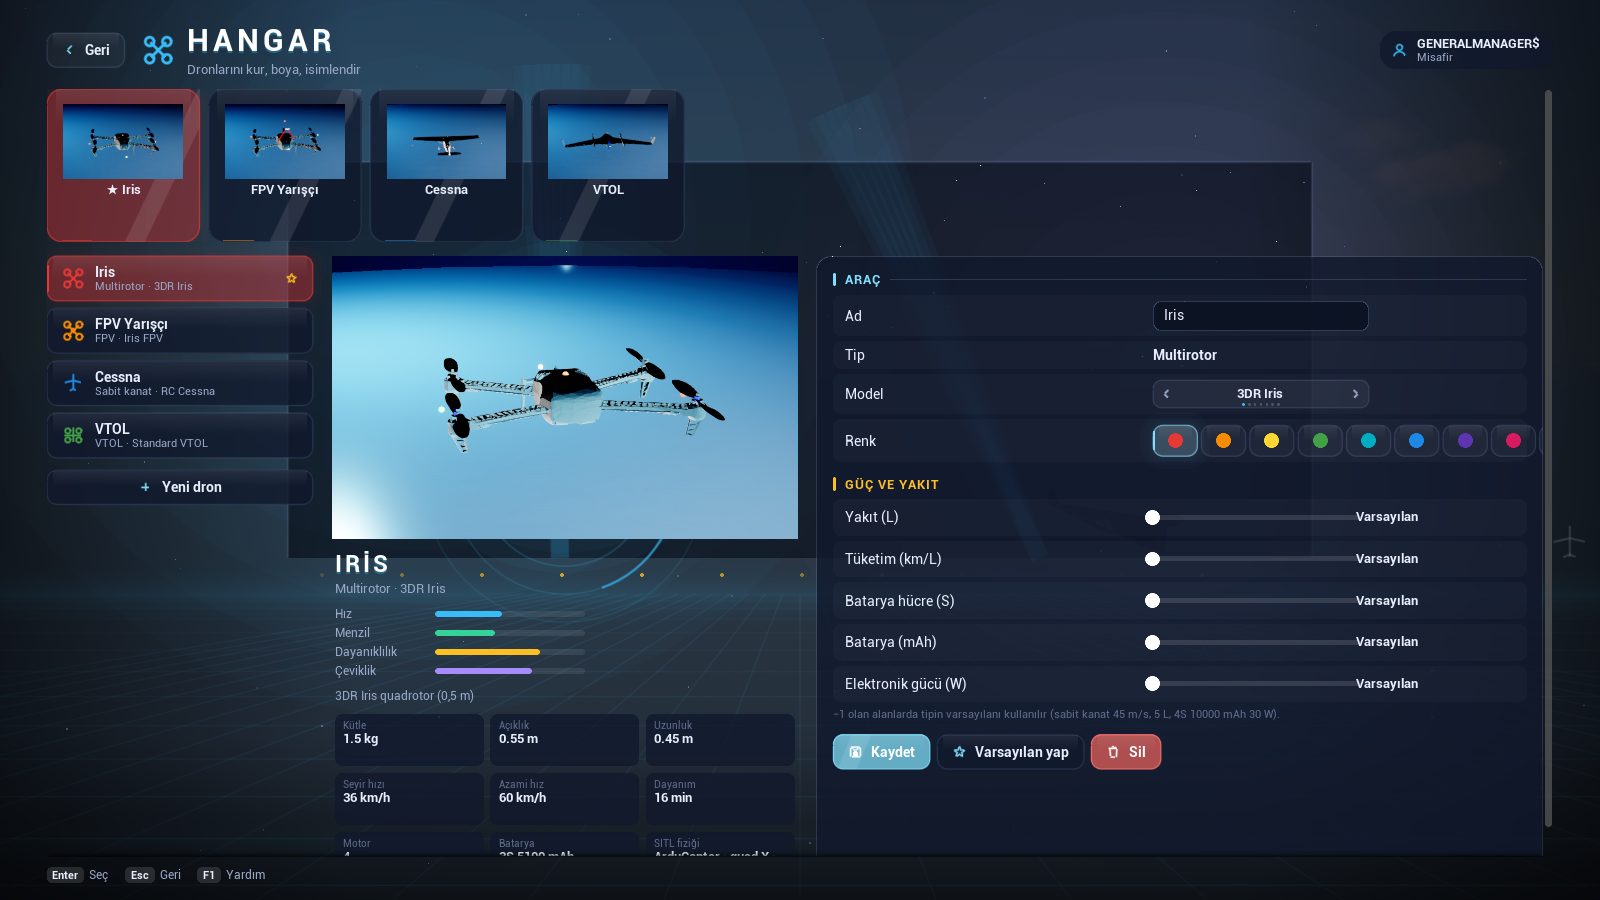 Geri
HANGAR
Dronlarını kur, boya, isimlendir
GENERALMANAGER$
Misafir
★ Iris
FPV Yarışçı
Cessna
VTOL
Iris
Multirotor · 3DR Iris
FPV Yarışçı
FPV · Iris FPV
Cessna
Sabit kanat · RC Cessna
VTOL
VTOL · Standard VTOL
+ Yeni dron
IRİS
Multirotor · 3DR Iris
Hız
Menzil
Dayanıklılık
Çeviklik
3DR Iris quadrotor (0,5 m)
Kütle
1.5 kg
Açıklık
0.55 m
Uzunluk
0.45 m
Seyir hızı
36 km/h
Azami hız
60 km/h
Dayanım
16 min
Motor
4
Batarya
3S 5100 mAh
SITL fiziği
ArduCopter · quad X
ARAÇ
Ad
Iris
Tip
Multirotor
Model
3DR Iris
Renk
GÜÇ VE YAKIT
Yakıt (L)
Varsayılan
Tüketim (km/L)
Varsayılan
Batarya hücre (S)
Varsayılan
Batarya (mAh)
Varsayılan
Elektronik gücü (W)
Varsayılan
−1 olan alanlarda tipin varsayılanı kullanılır (sabit kanat 45 m/s, 5 L, 4S 10000 mAh 30 W).
Kaydet
Varsayılan yap
Sil
Enter Seç
Esc Geri
F1 Yardım